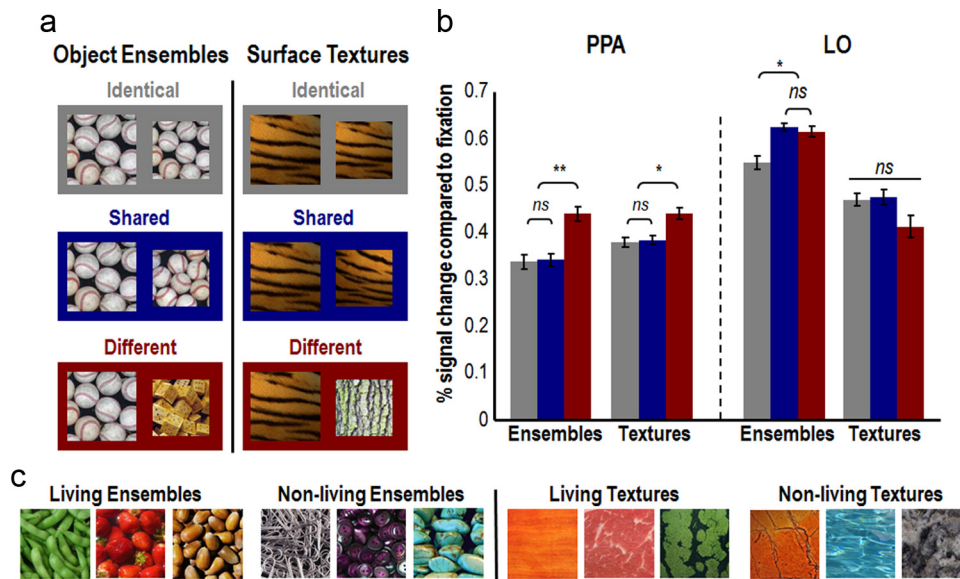 a
Object Ensembles
Surface Textures
Identical
Identical
Shared
Shared
Different
Different
b
PPA
LO
% signal change compared to fixation
0.7
0.6
0.5
0.4
0.3
0.2
0.1
0
ns
**
ns
*
*
ns
ns
Ensembles
Textures
Ensembles
Textures
c
Living Ensembles
Non-living Ensembles
Living Textures
Non-living Textures